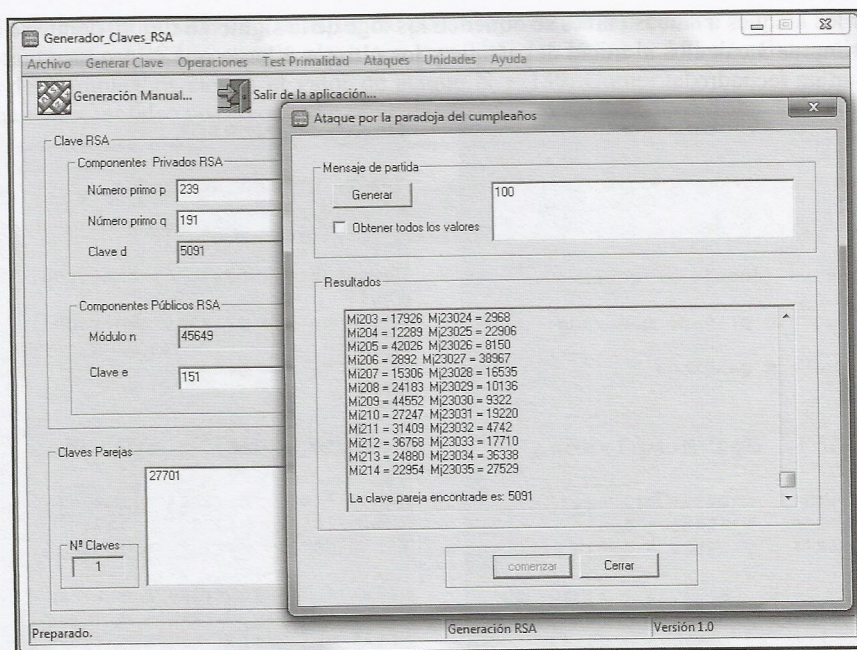 Generador_Claves_RSA
Archivo Generar Clave Operaciones Test Primalidad Ataques Unidades Ayuda
Generación Manual... Salir de la aplicación...
Clave RSA
Componentes Privados RSA
Número primo p 239
Número primo q 191
Clave d 5091
Componentes Públicos RSA
Módulo n 45649
Clave e 151
Claves Parejas
27701
Nº Claves
1
Ataque por la paradoja del cumpleaños
Mensaje de partida
Generar 100
Obtener todos los valores
Resultados
Mi203 = 17926 Mj23024 = 2968
Mi204 = 12289 Mj23025 = 22906
Mi205 = 42026 Mj23026 = 8150
Mi206 = 2892 Mj23027 = 38967
Mi207 = 15306 Mj23028 = 16535
Mi208 = 24183 Mj23029 = 10136
Mi209 = 44552 Mj23030 = 9322
Mi210 = 27247 Mj23031 = 19220
Mi211 = 31409 Mj23032 = 4742
Mi212 = 36768 Mj23033 = 17710
Mi213 = 24880 Mj23034 = 36338
Mi214 = 22954 Mj23035 = 27529
La clave pareja encontrade es: 5091
comenzar Cerrar
Preparado. Generación RSA Versión 1.0